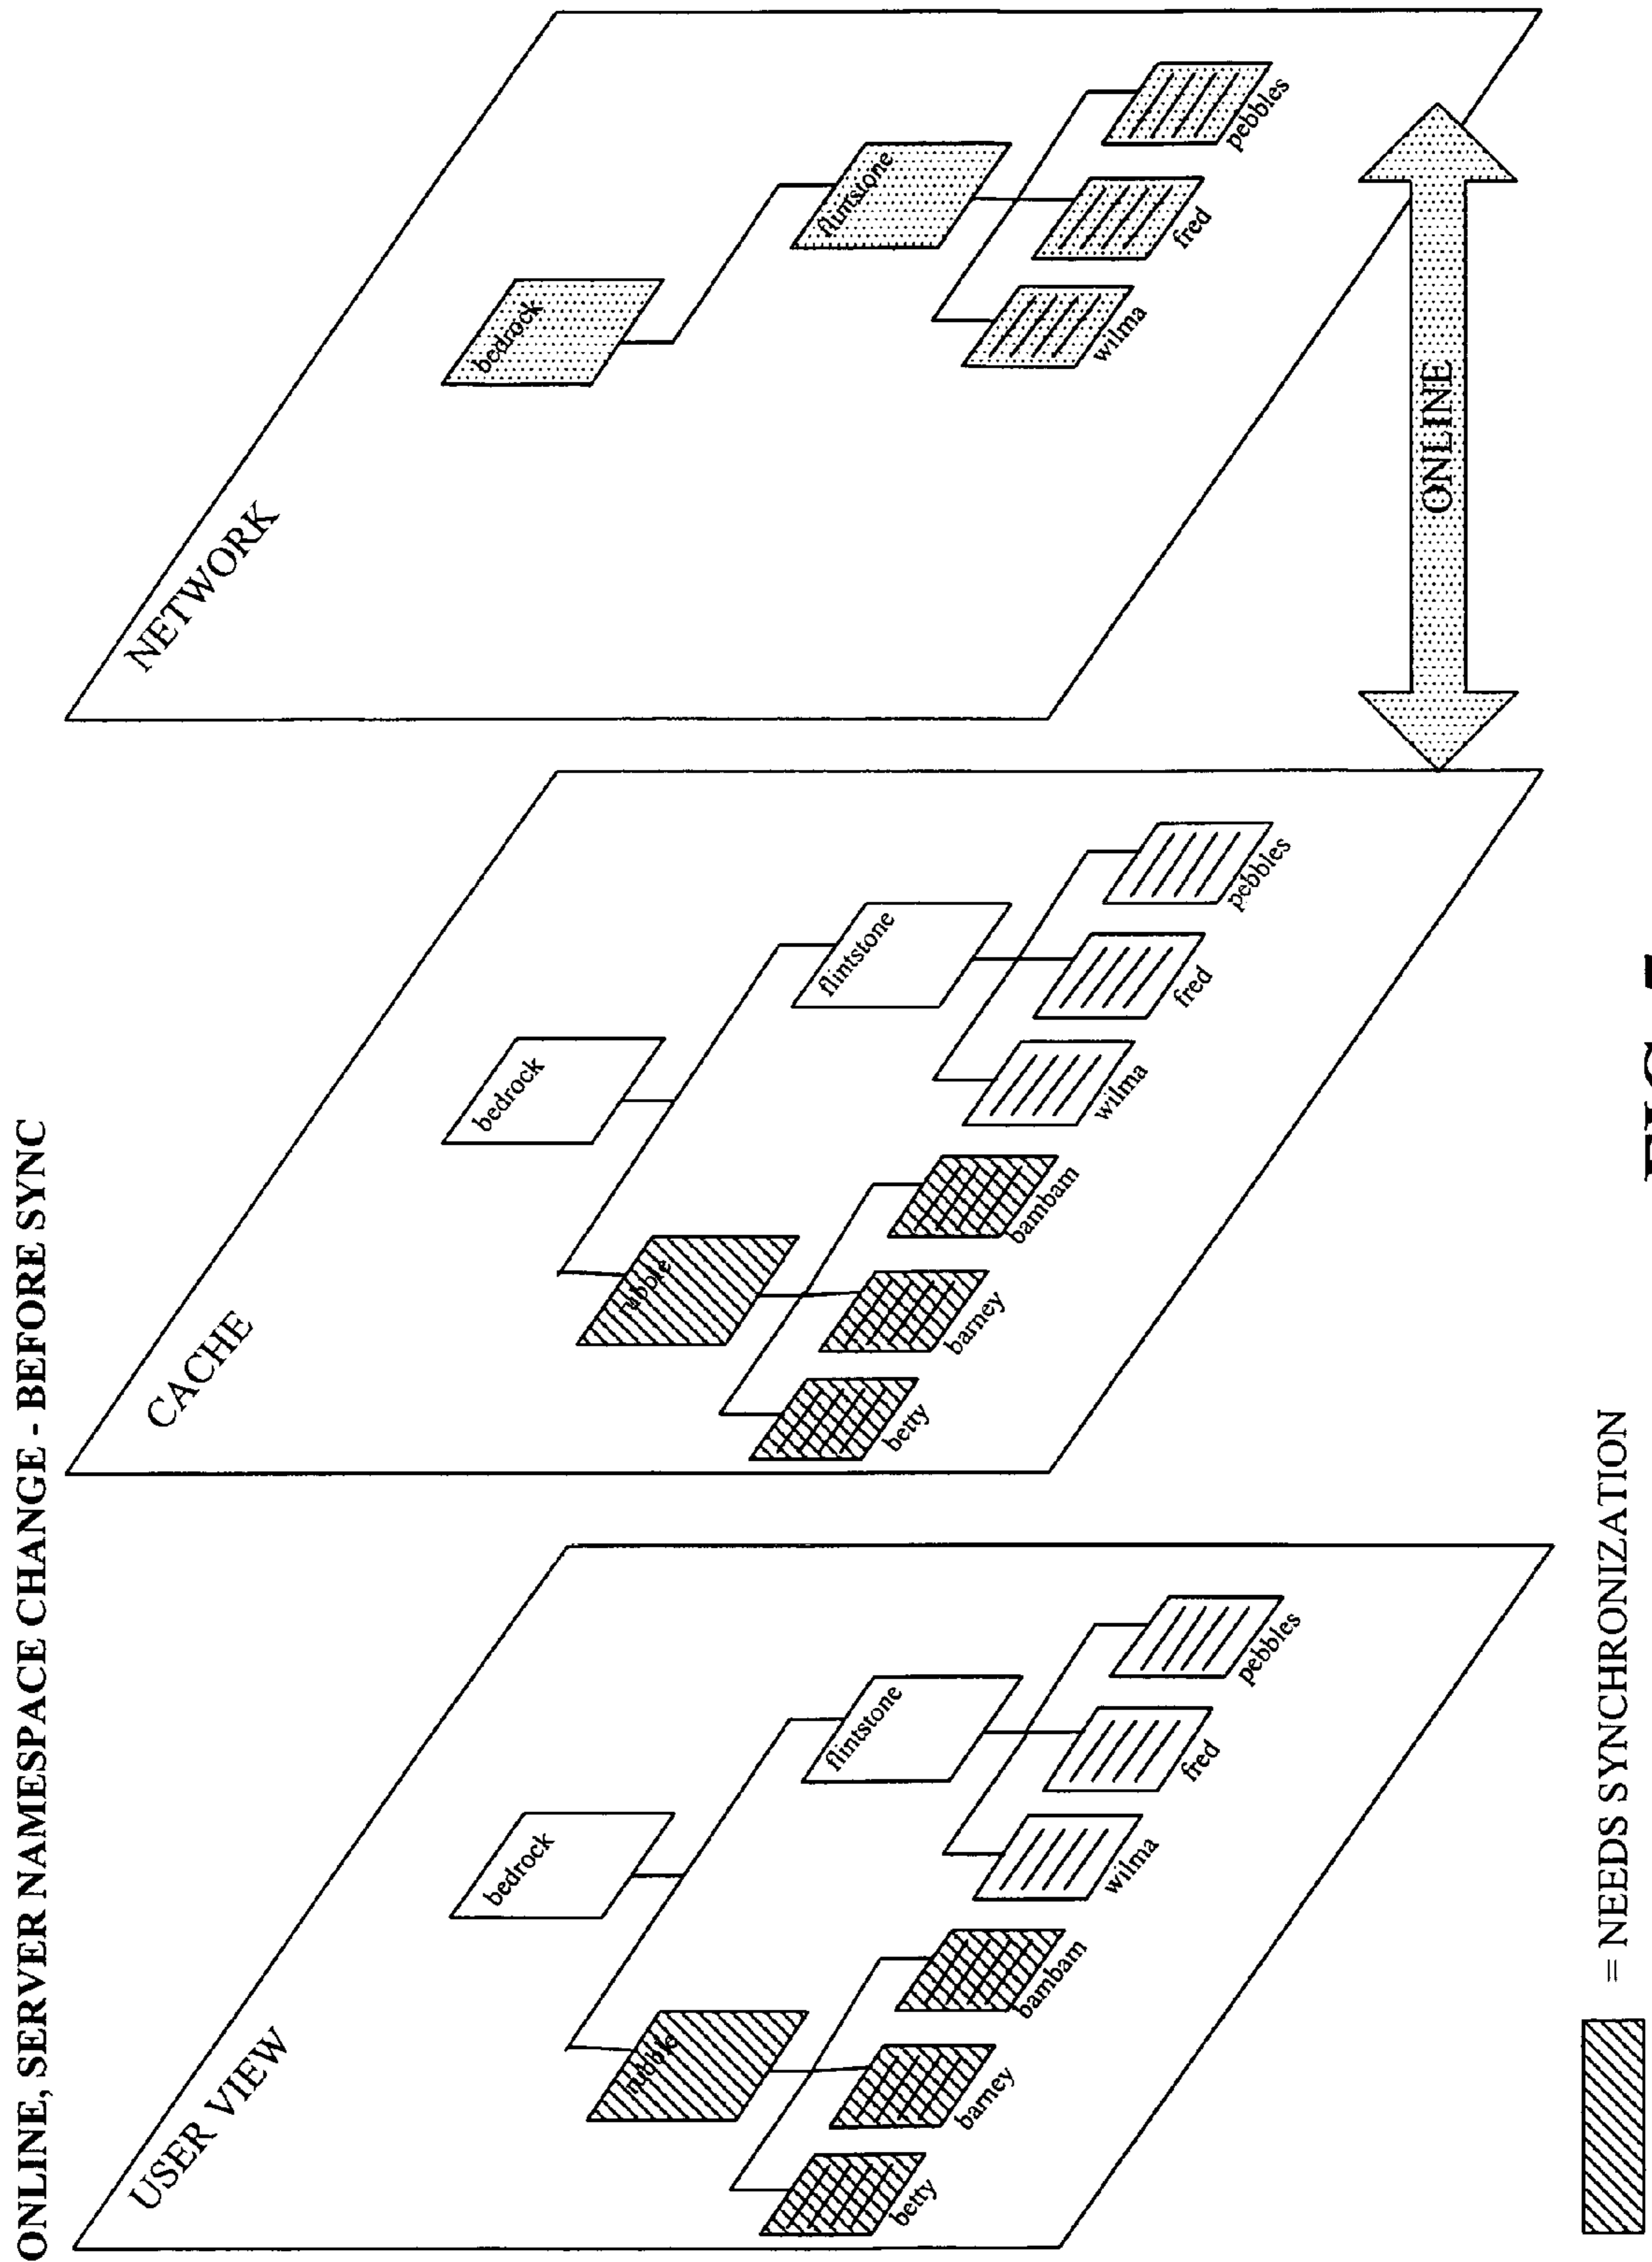 ONLINE, SERVER NAMESPACE CHANGE - BEFORE SYNC
USER VIEW
bedrock
rubble
flintstone
betty
barney
bambam
wilma
fred
pebbles
CACHE
bedrock
rubble
flintstone
betty
barney
bambam
wilma
fred
pebbles
NETWORK
bedrock
flintstone
wilma
fred
pebbles
ONLINE
= NEEDS SYNCHRONIZATION